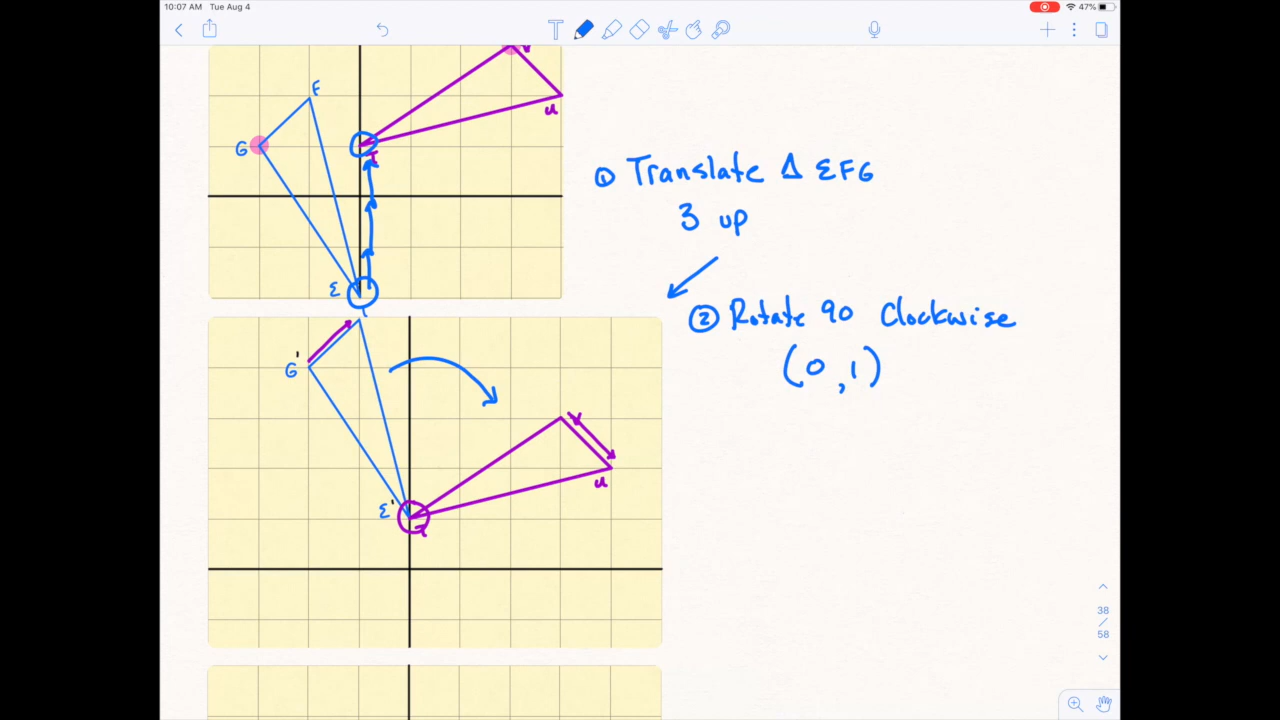 10:07 AM Tue Aug 4
47%
T
F
G
u
T
E
① Translate Δ EFG
3 up
② Rotate 90 Clockwise
(0,1)
G'
E'
u
38
/
58